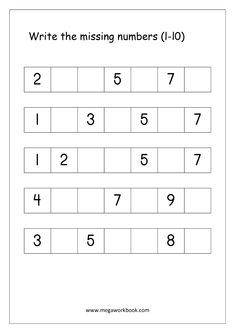 Write the missing numbers (1-10)
2 5 7
1 3 5 7
1 2 5 7
4 7 9
3 5 8
www.megaworkbook.com